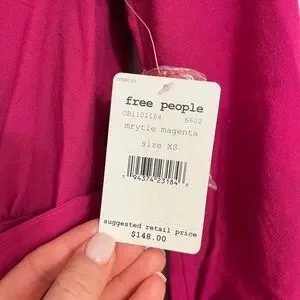 free people
OB1101164 6602
mrytle magenta
size XS
1 94374 23184 6
suggested retail price
$148.00